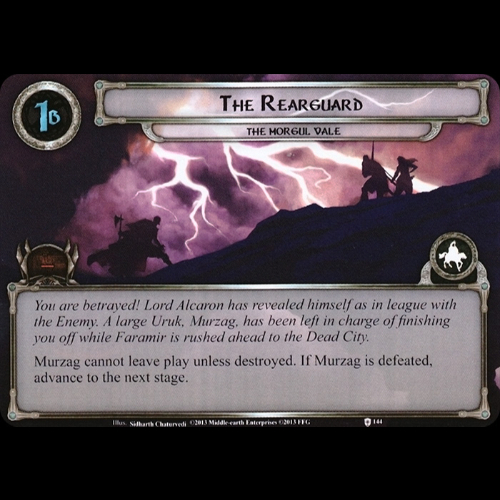 1B
THE REARGUARD
THE MORGUL VALE
You are betrayed! Lord Alcaron has revealed himself as in league with
the Enemy. A large Uruk, Murzag, has been left in charge of finishing
you off while Faramir is rushed ahead to the Dead City.
Murzag cannot leave play unless destroyed. If Murzag is defeated,
advance to the next stage.
Illus. Sidharth Chaturvedi ©2013 Middle-earth Enterprises ©2013 FFG 144